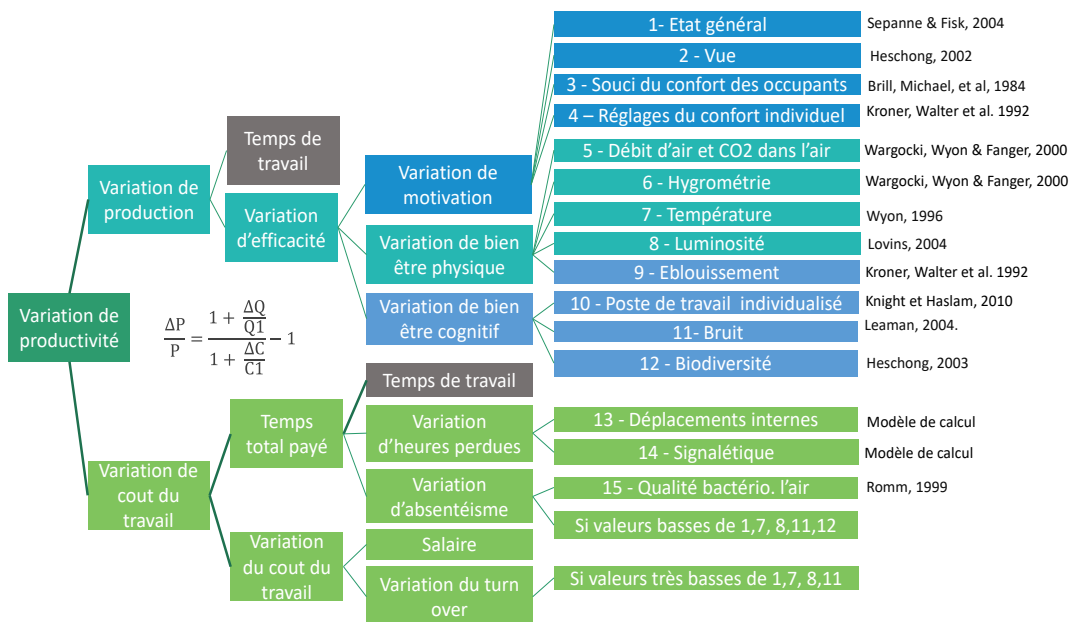 1- Etat général
Sepanne & Fisk, 2004
2 - Vue
Heschong, 2002
3 - Souci du confort des occupants
Brill, Michael, et al, 1984
4 – Réglages du confort individuel
Kroner, Walter et al. 1992
5 - Débit d'air et CO2 dans l'air
Wargocki, Wyon & Fanger, 2000
6 - Hygrométrie
Wargocki, Wyon & Fanger, 2000
7 - Température
Wyon, 1996
8 - Luminosité
Lovins, 2004
9 - Eblouissement
Kroner, Walter et al. 1992
10 - Poste de travail individualisé
Knight et Haslam, 2010
11- Bruit
Leaman, 2004.
12 - Biodiversité
Heschong, 2003
Temps de
travail
Variation de
motivation
Variation de
production
Variation
d'efficacité
Variation de bien
être physique
Variation de bien
être cognitif
Variation de
productivité
ΔP/P = (1 + ΔQ/Q1)/(1 + ΔC/C1) − 1
Temps de travail
Temps
total payé
Variation
d'heures perdues
13 - Déplacements internes
Modèle de calcul
14 - Signalétique
Modèle de calcul
Variation de
cout du
travail
Variation
d'absentéisme
15 - Qualité bactério. l'air
Romm, 1999
Si valeurs basses de 1,7, 8,11,12
Variation
du cout du
travail
Salaire
Variation du turn
over
Si valeurs très basses de 1,7, 8,11